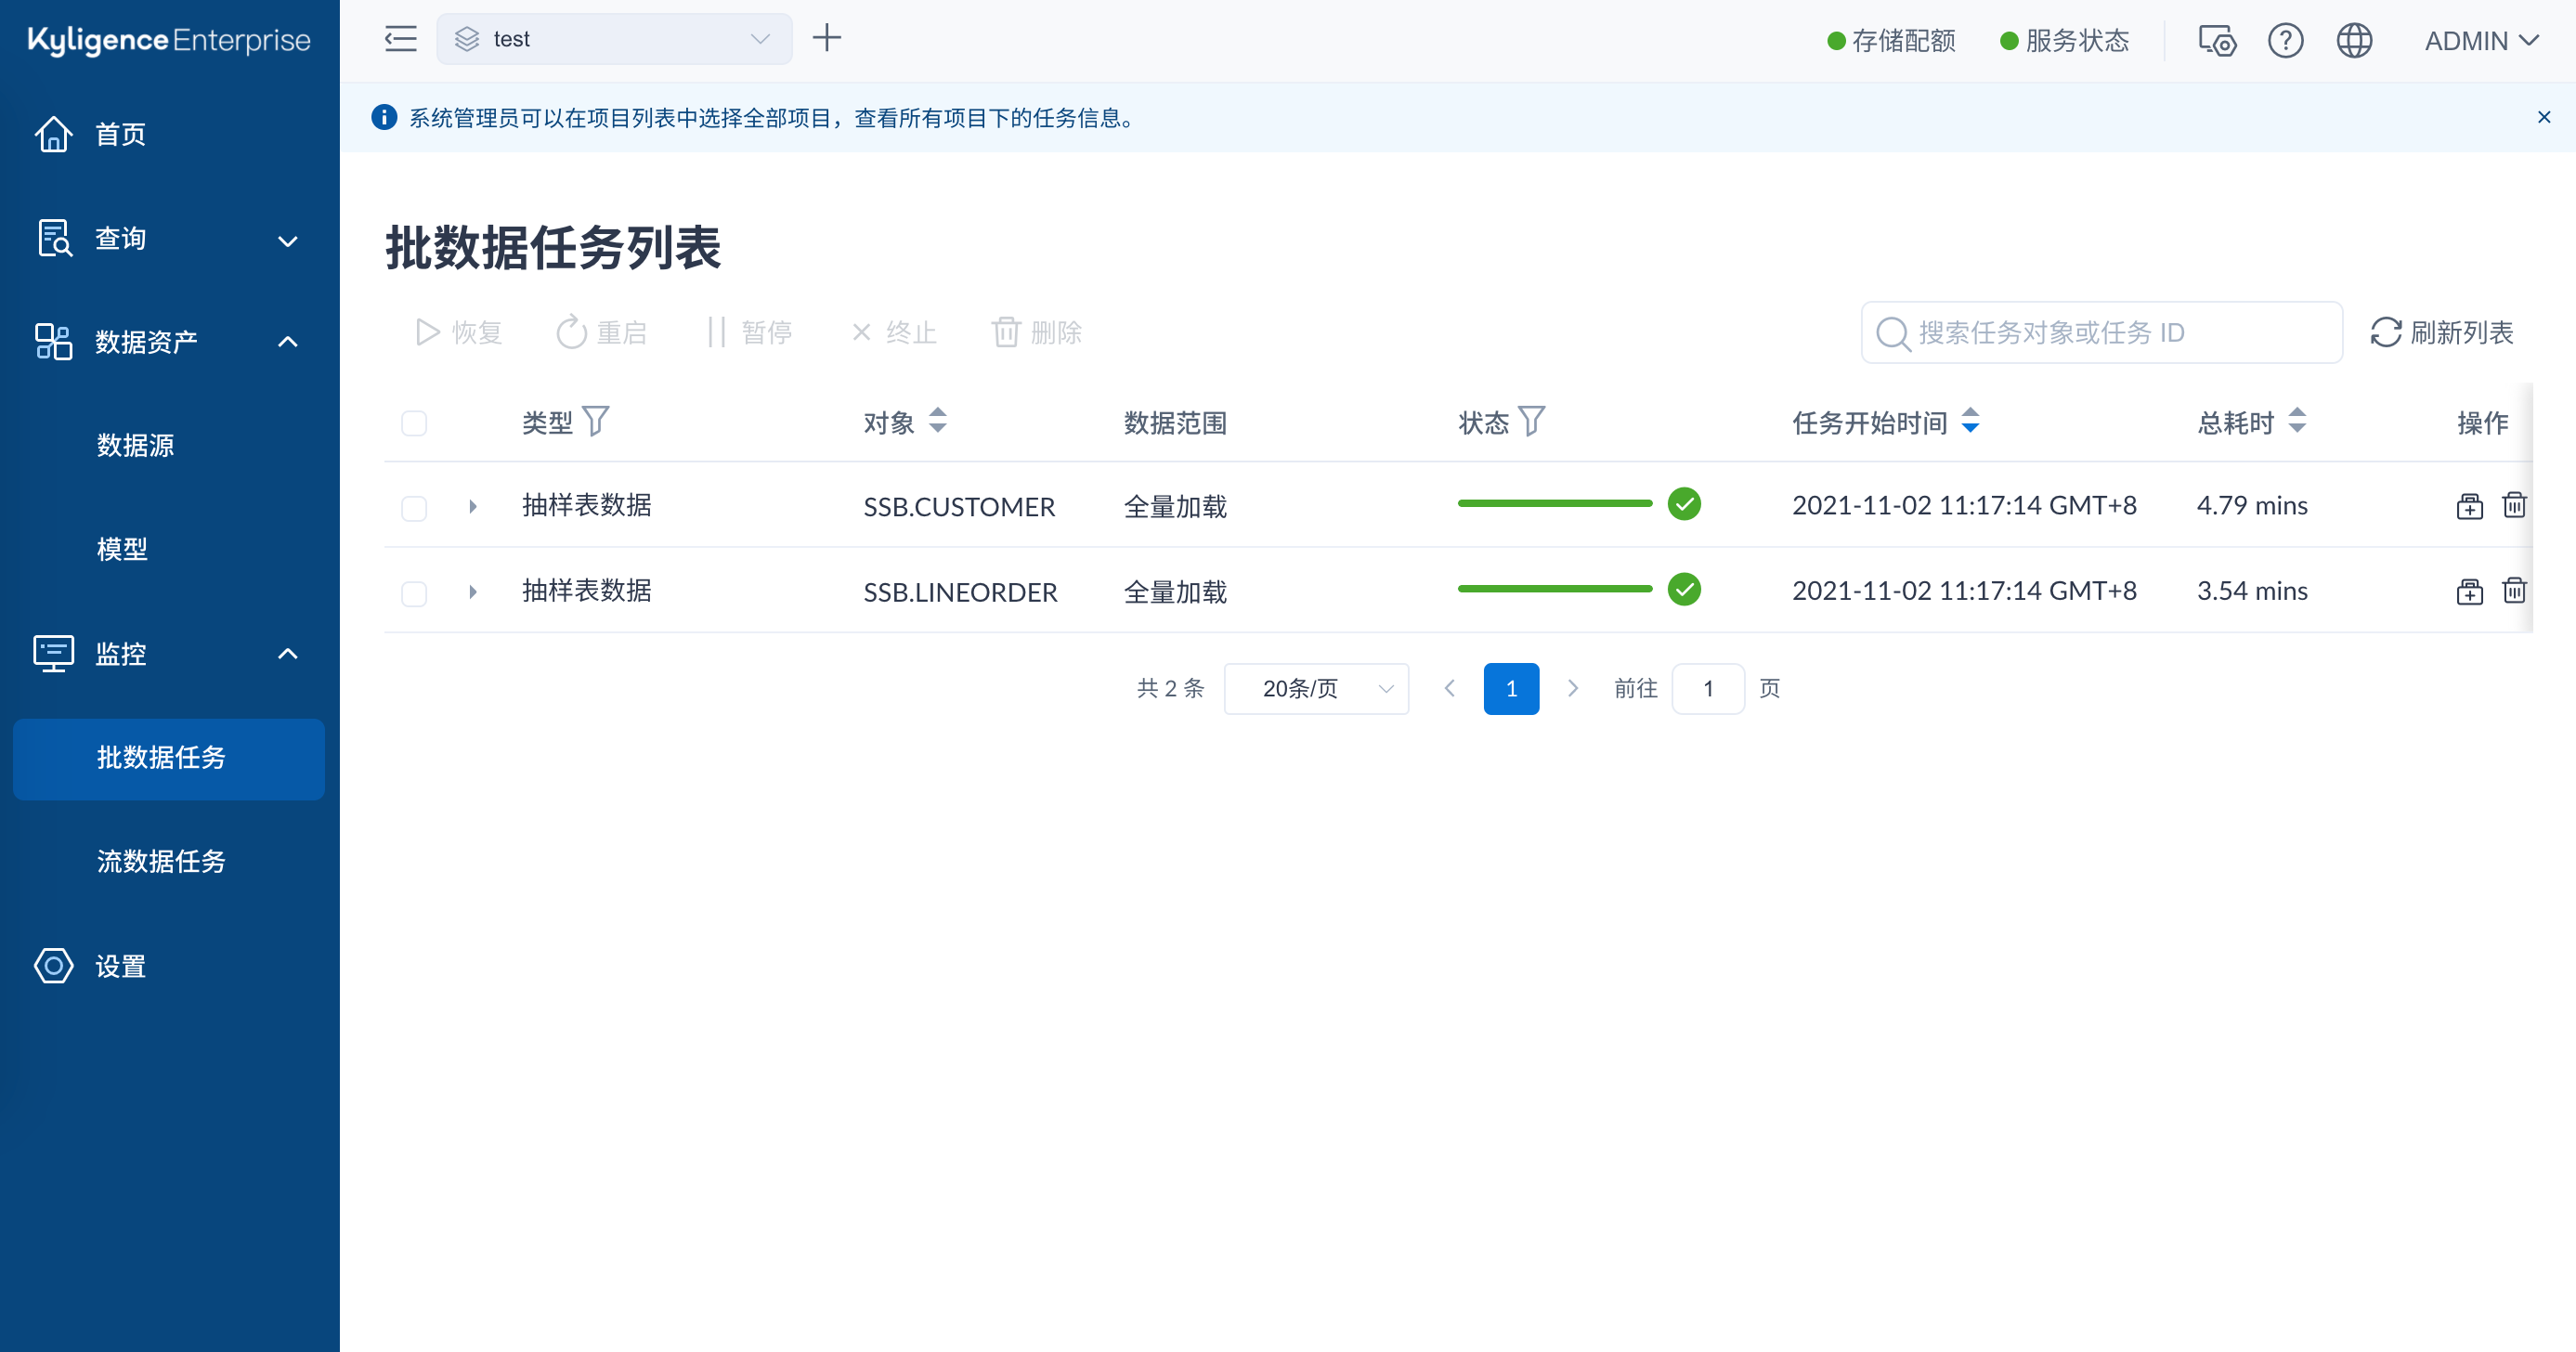 Kyligence Enterprise
test
存储配额
服务状态
ADMIN
系统管理员可以在项目列表中选择全部项目，查看所有项目下的任务信息。
首页
查询
数据资产
数据源
模型
监控
批数据任务
流数据任务
设置
批数据任务列表
恢复 重启 暂停 终止 删除
搜索任务对象或任务 ID
刷新列表
类型 对象 数据范围 状态 任务开始时间 总耗时 操作
抽样表数据 SSB.CUSTOMER 全量加载 2021-11-02 11:17:14 GMT+8 4.79 mins
抽样表数据 SSB.LINEORDER 全量加载 2021-11-02 11:17:14 GMT+8 3.54 mins
共 2 条 20条/页 1 前往 1 页